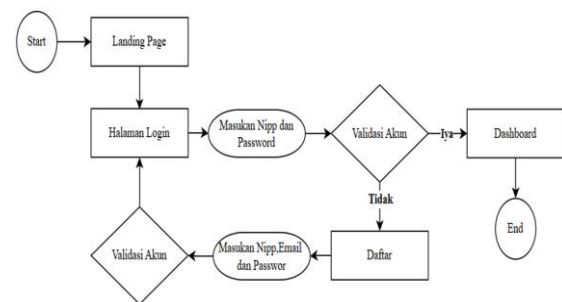 Start
Landing Page
Halaman Login
Masukan Nipp dan
Password
Validasi Akun
Iya
Dashboard
End
Tidak
Daftar
Masukan Nipp,Email
dan Passwor
Validasi Akun